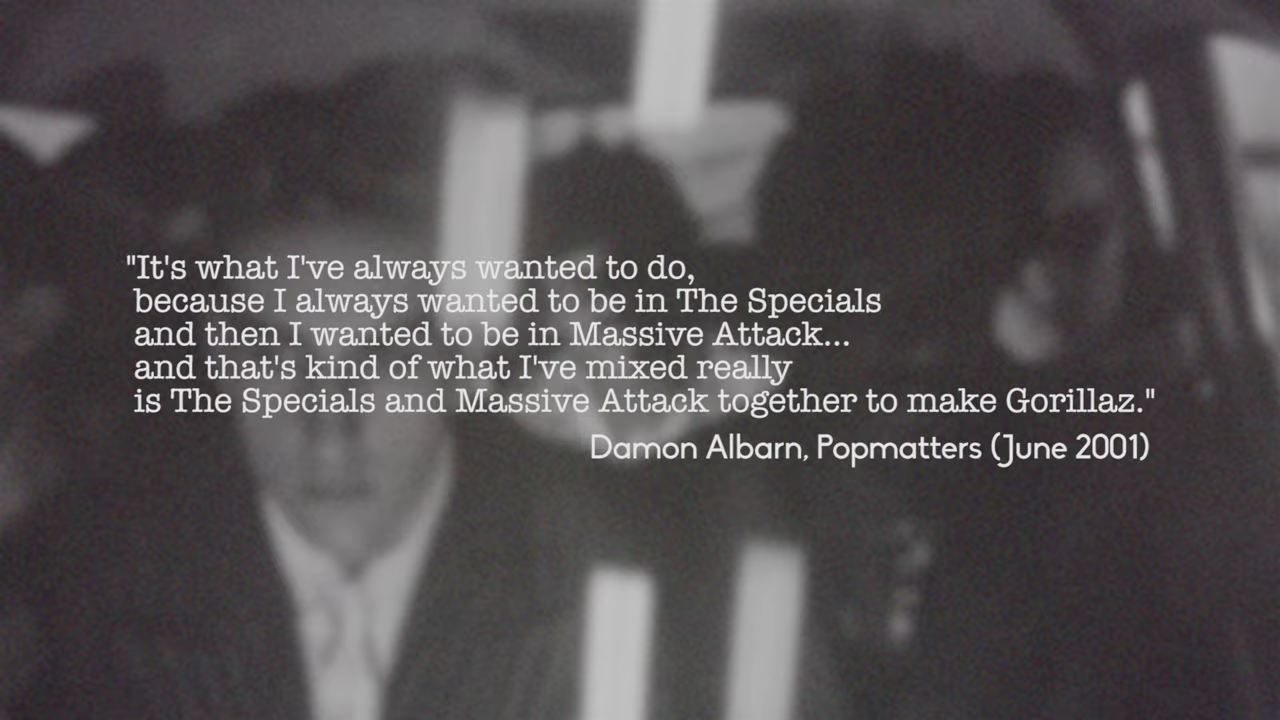 "It's what I've always wanted to do,
because I always wanted to be in The Specials
and then I wanted to be in Massive Attack...
and that's kind of what I've mixed really
is The Specials and Massive Attack together to make Gorillaz."
Damon Albarn, Popmatters (June 2001)